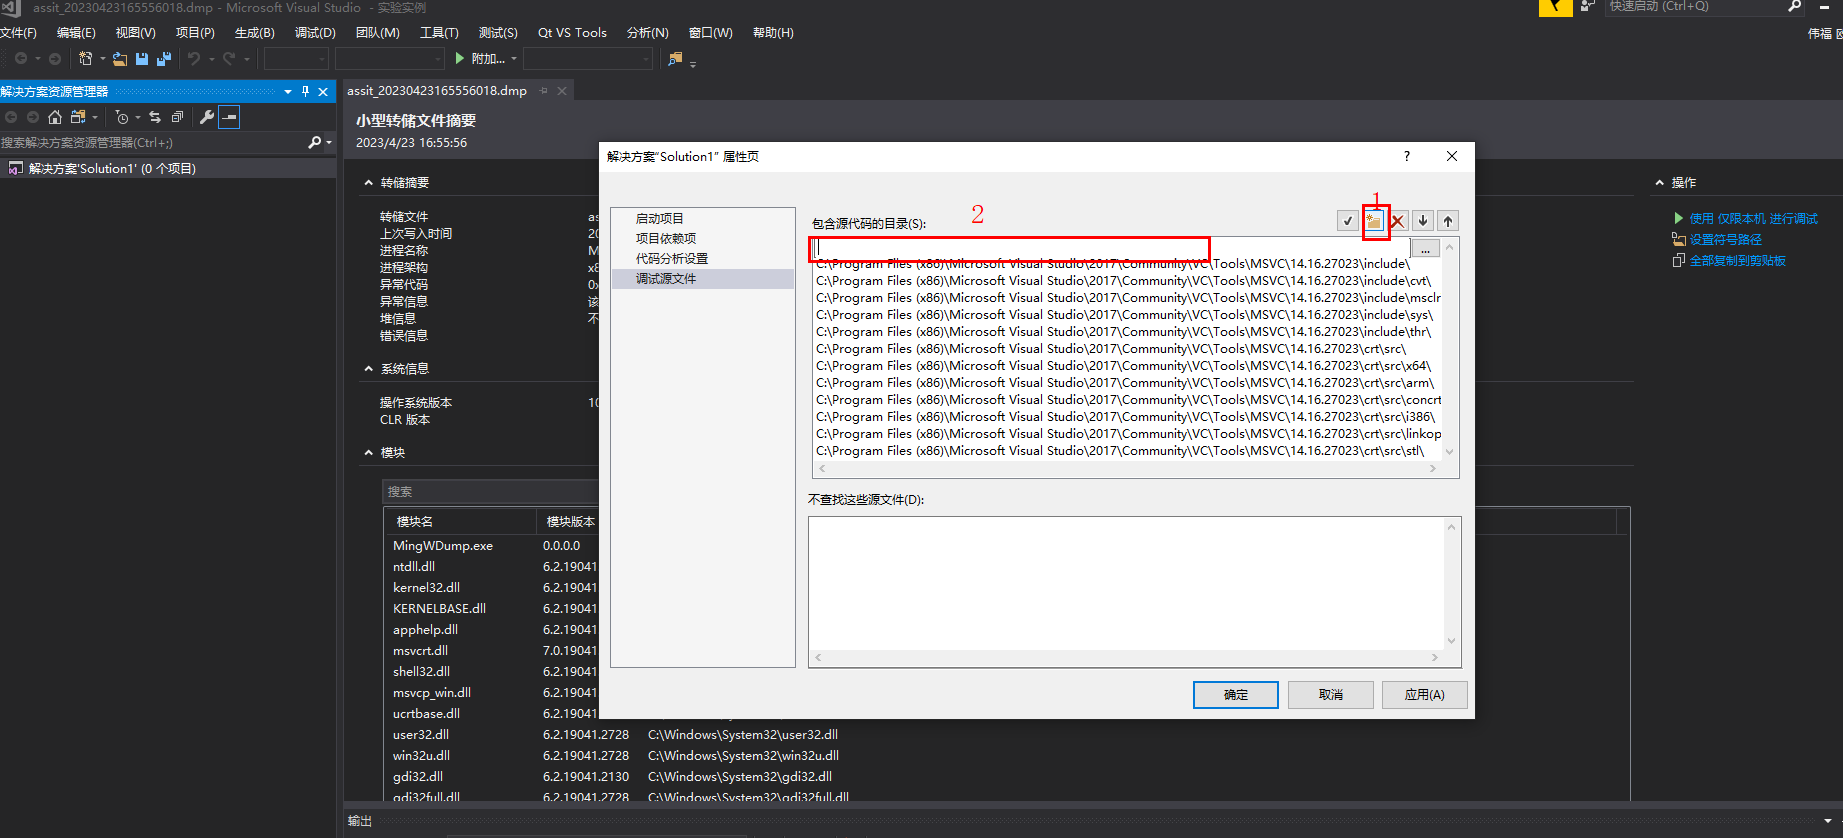 assit_20230423165556018.dmp - Microsoft Visual Studio - 实验实例
快速启动 (Ctrl+Q)
文件(F) 编辑(E) 视图(V) 项目(P) 生成(B) 调试(D) 团队(M) 工具(T) 测试(S) Qt VS Tools 分析(N) 窗口(W) 帮助(H)
伟福
附加...
解决方案资源管理器
搜索解决方案资源管理器(Ctrl+;)
解决方案'Solution1' (0 个项目)
assit_20230423165556018.dmp
小型转储文件摘要
2023/4/23 16:55:56
转储摘要
转储文件 as
上次写入时间 20
进程名称 M
进程架构 x8
异常代码 0x
异常信息 该
堆信息 不
错误信息
系统信息
操作系统版本 10
CLR 版本
模块
搜索
模块名 模块版本
MingWDump.exe 0.0.0.0
ntdll.dll 6.2.19041
kernel32.dll 6.2.19041
KERNELBASE.dll 6.2.19041
apphelp.dll 6.2.19041
msvcrt.dll 7.0.19041
shell32.dll 6.2.19041
msvcp_win.dll 6.2.19041
ucrtbase.dll 6.2.19041
user32.dll 6.2.19041.2728 C:\Windows\System32\user32.dll
win32u.dll 6.2.19041.2728 C:\Windows\System32\win32u.dll
gdi32.dll 6.2.19041.2130 C:\Windows\System32\gdi32.dll
gdi32full.dll 6.2.19041.2728 C:\Windows\System32\gdi32full.dll
输出
操作
使用 仅限本机 进行调试
设置符号路径
全部复制到剪贴板
解决方案"Solution1" 属性页
?
启动项目
项目依赖项
代码分析设置
调试源文件
包含源代码的目录(S):
2
1
...
C:\Program Files (x86)\Microsoft Visual Studio\2017\Community\VC\Tools\MSVC\14.16.27023\include\
C:\Program Files (x86)\Microsoft Visual Studio\2017\Community\VC\Tools\MSVC\14.16.27023\include\cvt\
C:\Program Files (x86)\Microsoft Visual Studio\2017\Community\VC\Tools\MSVC\14.16.27023\include\msclr
C:\Program Files (x86)\Microsoft Visual Studio\2017\Community\VC\Tools\MSVC\14.16.27023\include\sys\
C:\Program Files (x86)\Microsoft Visual Studio\2017\Community\VC\Tools\MSVC\14.16.27023\include\thr\
C:\Program Files (x86)\Microsoft Visual Studio\2017\Community\VC\Tools\MSVC\14.16.27023\crt\src\
C:\Program Files (x86)\Microsoft Visual Studio\2017\Community\VC\Tools\MSVC\14.16.27023\crt\src\x64\
C:\Program Files (x86)\Microsoft Visual Studio\2017\Community\VC\Tools\MSVC\14.16.27023\crt\src\arm\
C:\Program Files (x86)\Microsoft Visual Studio\2017\Community\VC\Tools\MSVC\14.16.27023\crt\src\concrt
C:\Program Files (x86)\Microsoft Visual Studio\2017\Community\VC\Tools\MSVC\14.16.27023\crt\src\i386\
C:\Program Files (x86)\Microsoft Visual Studio\2017\Community\VC\Tools\MSVC\14.16.27023\crt\src\linkop
C:\Program Files (x86)\Microsoft Visual Studio\2017\Community\VC\Tools\MSVC\14.16.27023\crt\src\stl\
不查找这些源文件(D):
确定 取消 应用(A)